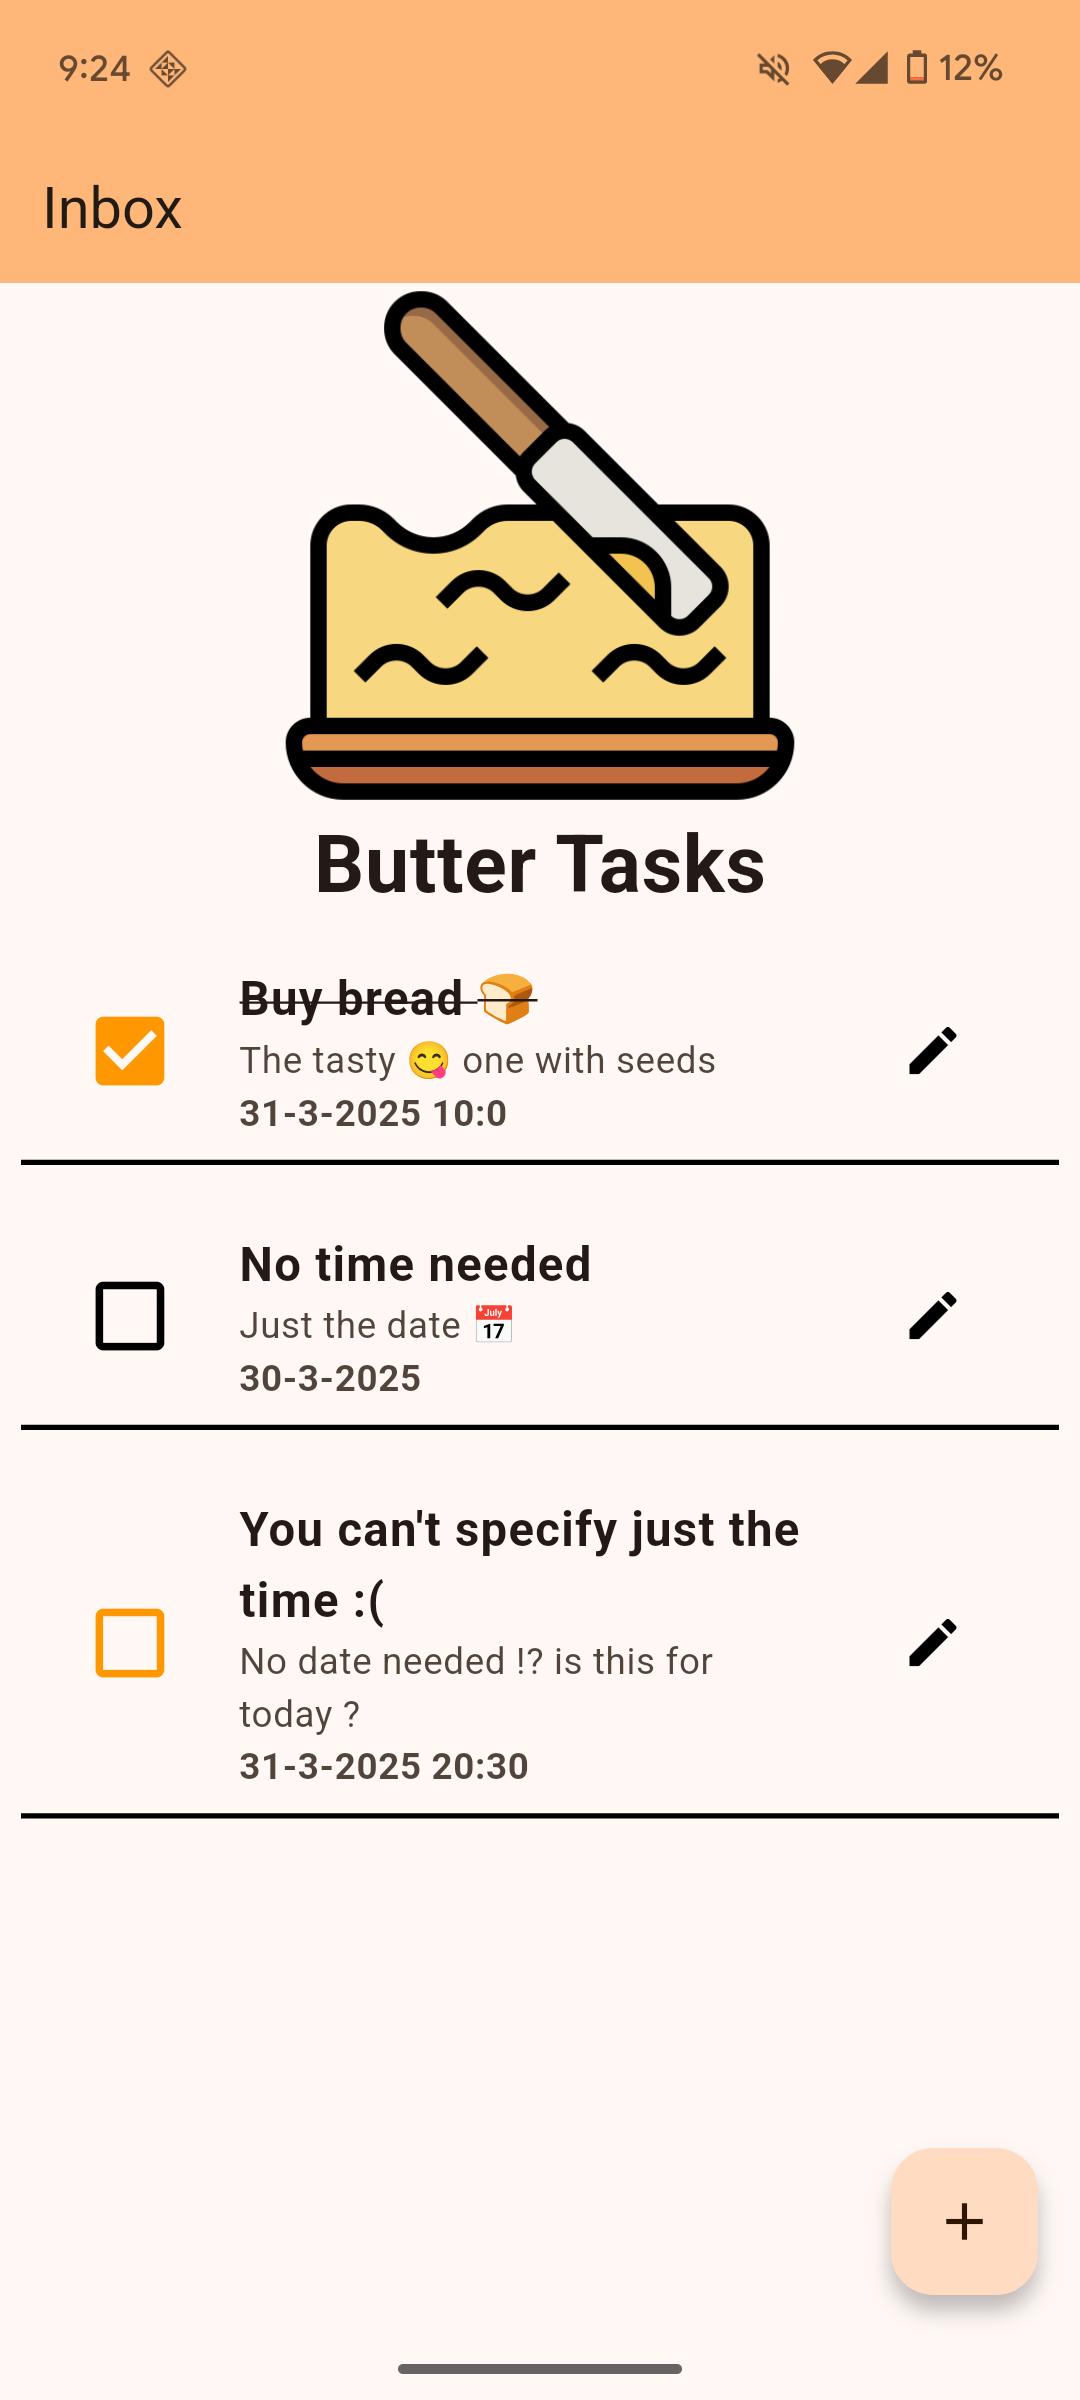 9:24 12%
Inbox
Butter Tasks
Buy bread 🍞
The tasty 😋 one with seeds
31-3-2025 10:0
No time needed
Just the date 📅
30-3-2025
You can't specify just the
time :(
No date needed !? is this for
today ?
31-3-2025 20:30